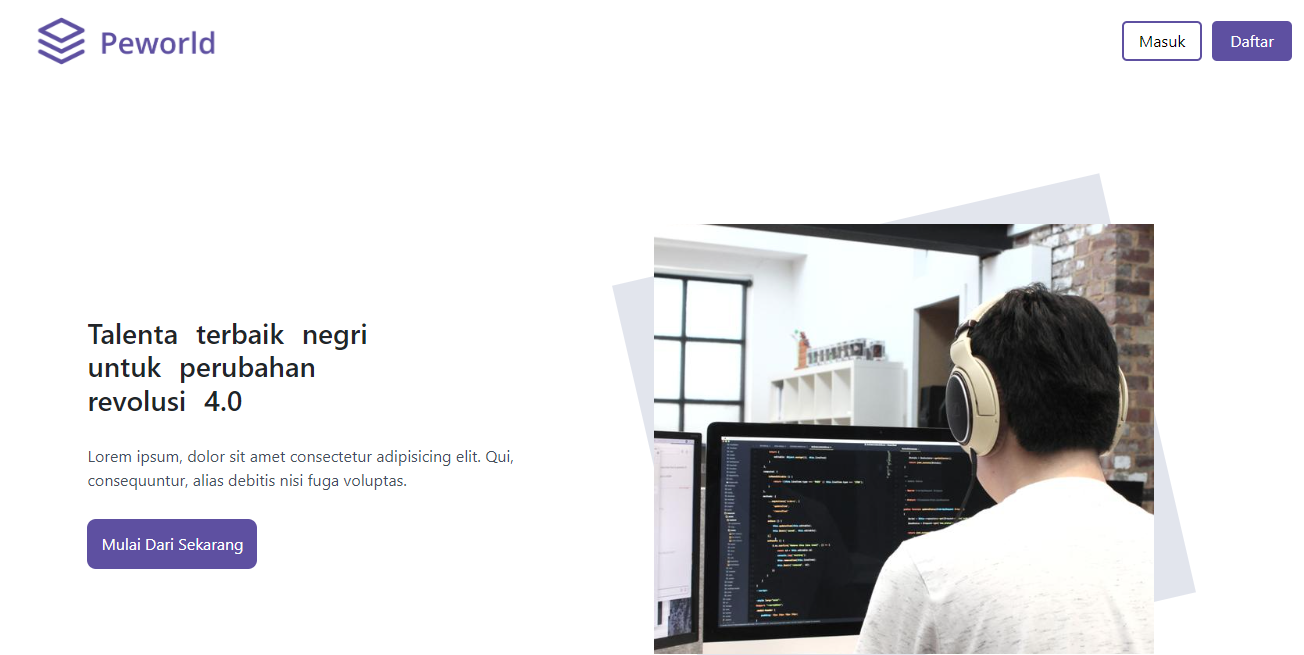 Peworld
Masuk
Daftar
Talenta terbaik negri
untuk perubahan
revolusi 4.0
Lorem ipsum, dolor sit amet consectetur adipisicing elit. Qui,
consequuntur, alias debitis nisi fuga voluptas.
Mulai Dari Sekarang